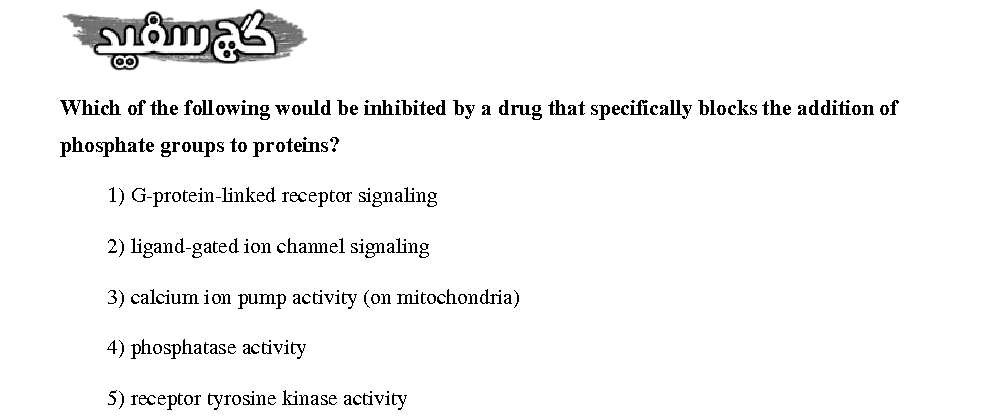 گچ سفید
Which of the following would be inhibited by a drug that specifically blocks the addition of
phosphate groups to proteins?
1) G-protein-linked receptor signaling
2) ligand-gated ion channel signaling
3) calcium ion pump activity (on mitochondria)
4) phosphatase activity
5) receptor tyrosine kinase activity